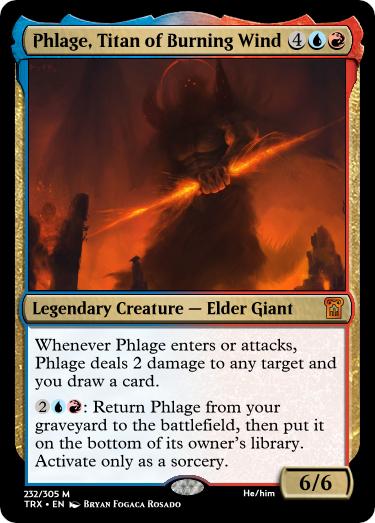 Phlage, Titan of Burning Wind 4
Legendary Creature — Elder Giant
Whenever Phlage enters or attacks,
Phlage deals 2 damage to any target and
you draw a card.
2: Return Phlage from your
graveyard to the battlefield, then put it
on the bottom of its owner's library.
Activate only as a sorcery.
6/6
232/305 M
He/him
TRX • EN Bryan Fogaca Rosado